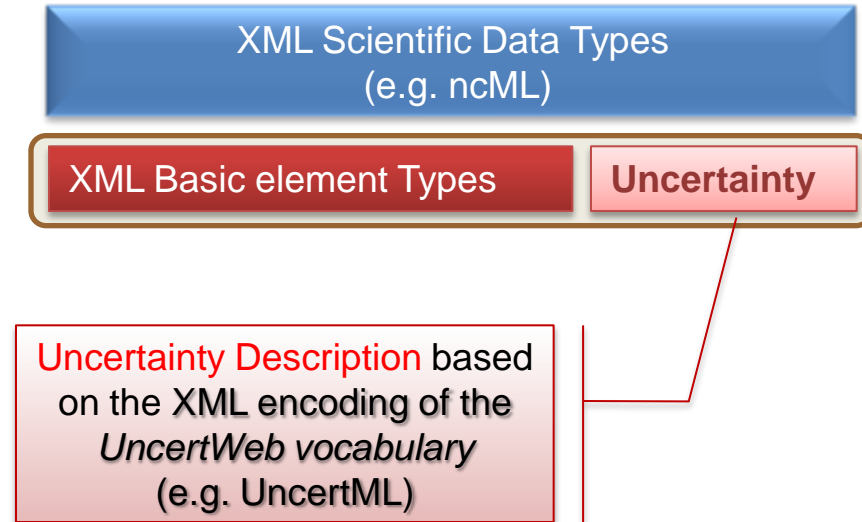 XML Scientific Data Types
(e.g. ncML)
XML Basic element Types
Uncertainty
Uncertainty Description based
on the XML encoding of the
UncertWeb vocabulary
(e.g. UncertML)